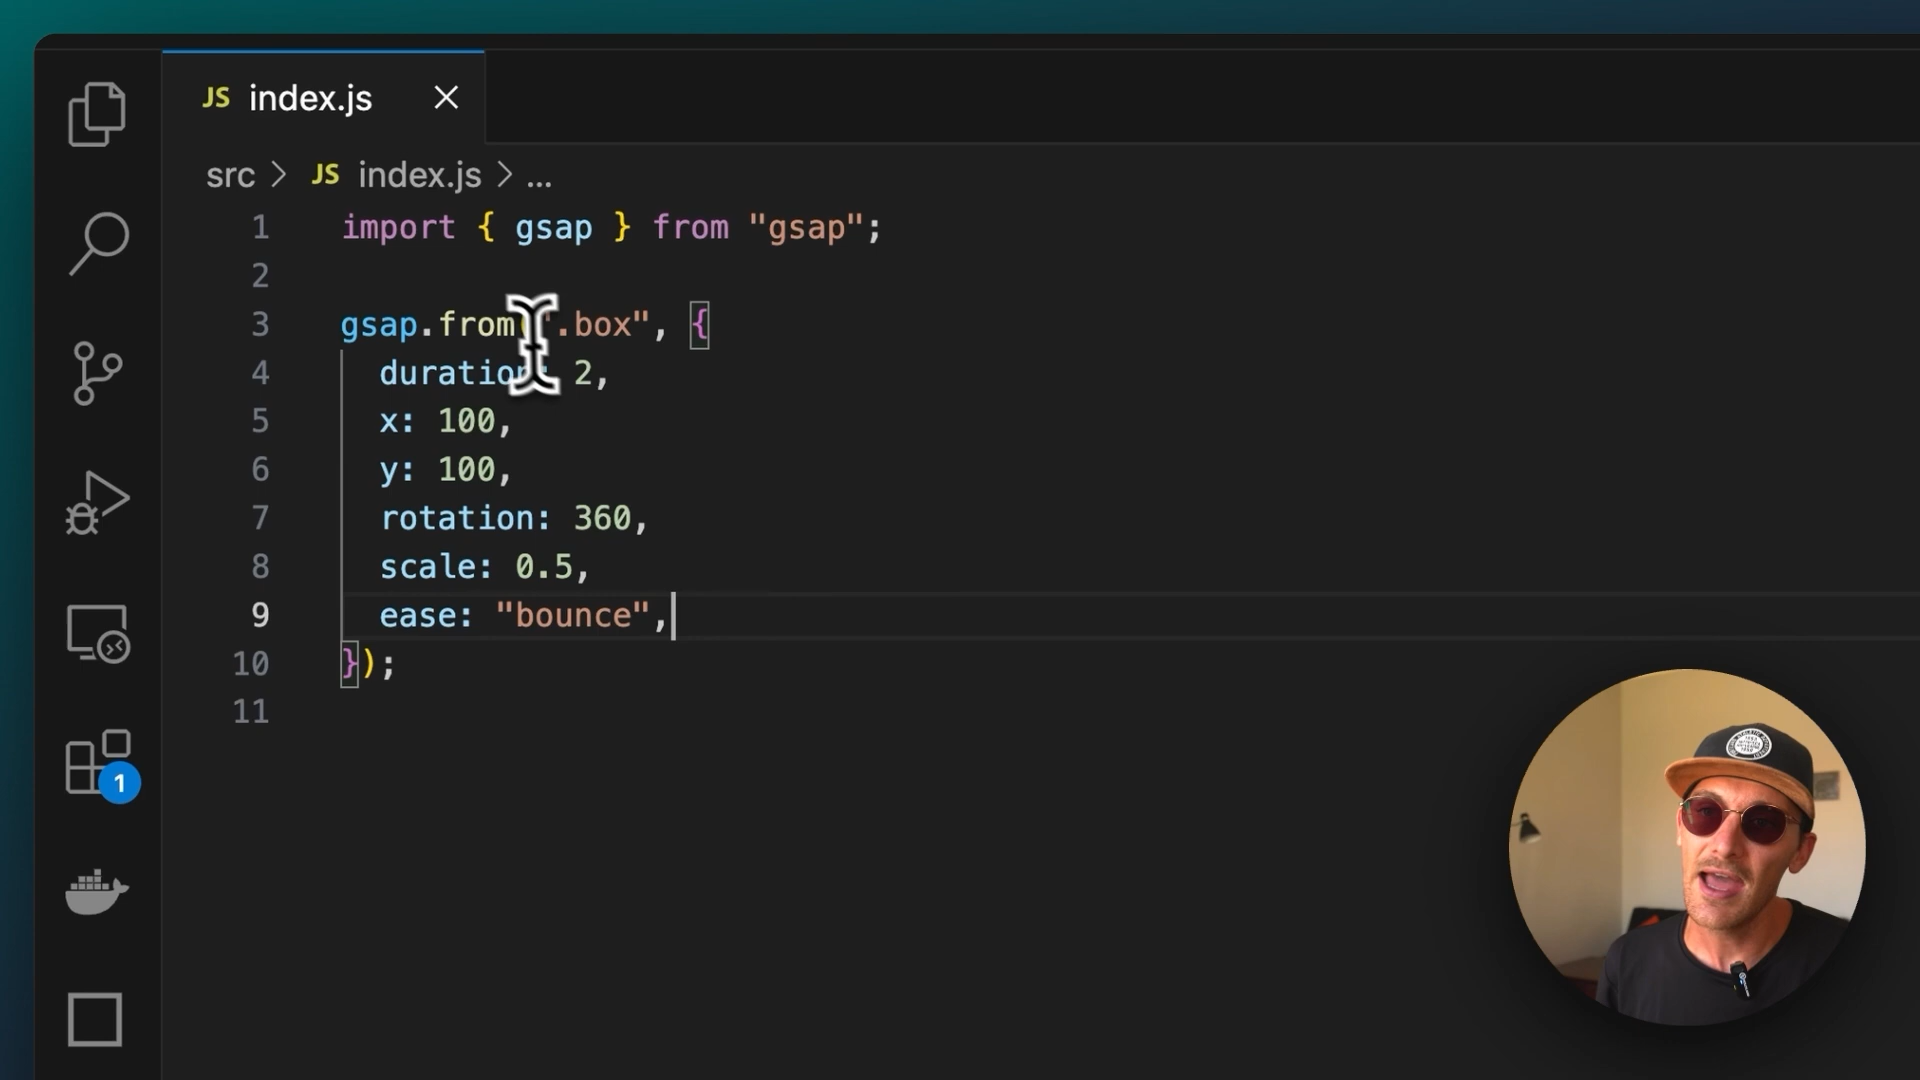 JS index.js
src > JS index.js > ...
1 import { gsap } from "gsap";
2
3 gsap.from(".box", {
4 duration: 2,
5 x: 100,
6 y: 100,
7 rotation: 360,
8 scale: 0.5,
9 ease: "bounce",
10 });
11
1